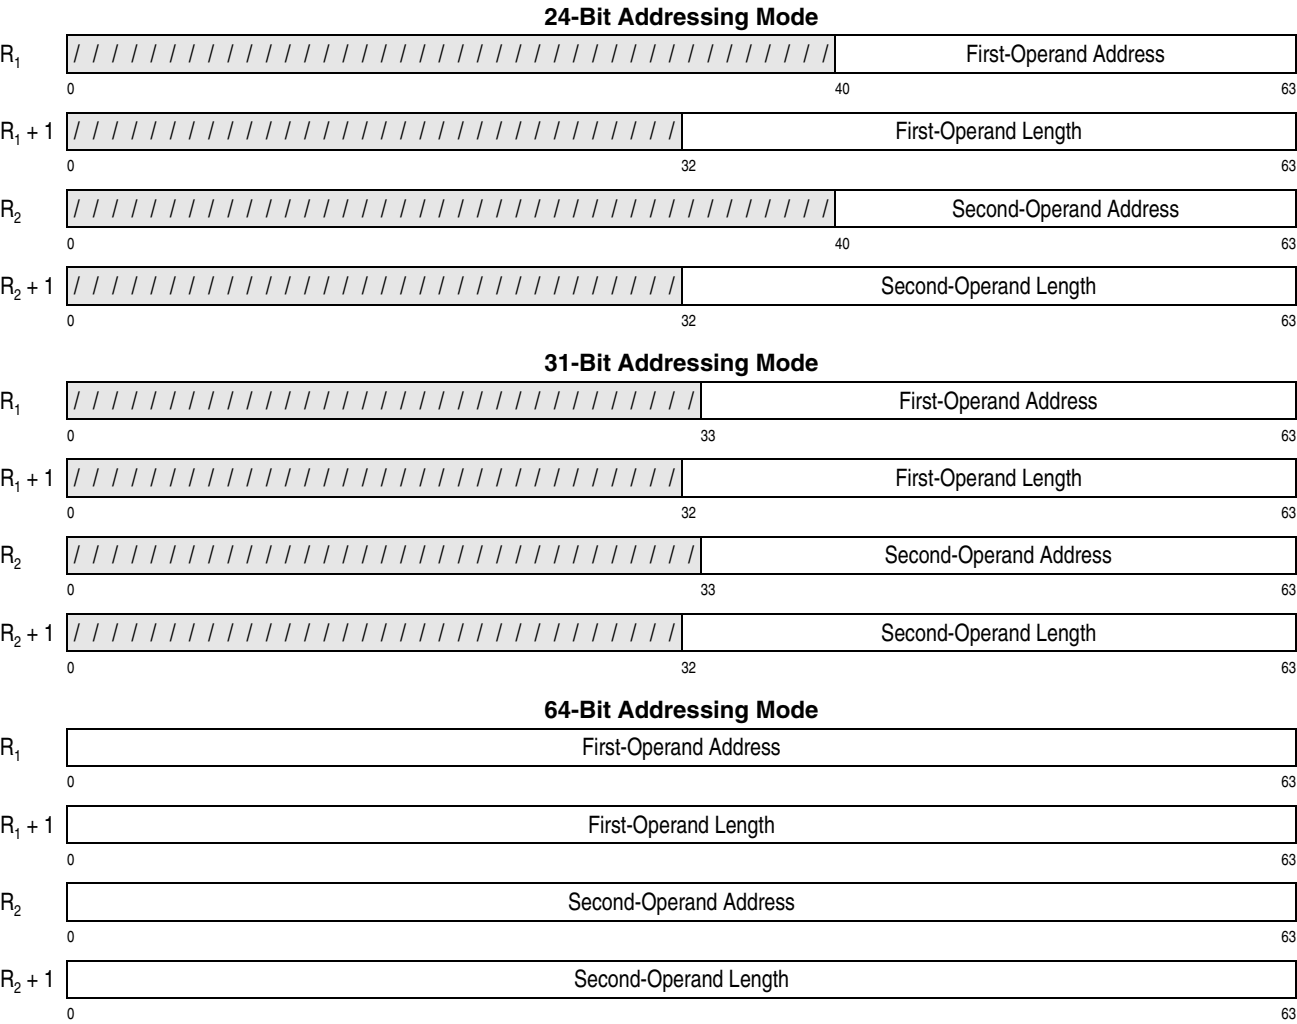 24-Bit Addressing Mode
R1 / / / / / / / / / / / / / / / / / / / / / / / / / / / / / / / / / / / / / / / / First-Operand Address
0 40 63
R1 + 1 / / / / / / / / / / / / / / / / / / / / / / / / / / / / / / / / First-Operand Length
0 32 63
R2 / / / / / / / / / / / / / / / / / / / / / / / / / / / / / / / / / / / / / / / / Second-Operand Address
0 40 63
R2 + 1 / / / / / / / / / / / / / / / / / / / / / / / / / / / / / / / / Second-Operand Length
0 32 63
31-Bit Addressing Mode
R1 / / / / / / / / / / / / / / / / / / / / / / / / / / / / / / / / / First-Operand Address
0 33 63
R1 + 1 / / / / / / / / / / / / / / / / / / / / / / / / / / / / / / / / First-Operand Length
0 32 63
R2 / / / / / / / / / / / / / / / / / / / / / / / / / / / / / / / / / Second-Operand Address
0 33 63
R2 + 1 / / / / / / / / / / / / / / / / / / / / / / / / / / / / / / / / Second-Operand Length
0 32 63
64-Bit Addressing Mode
R1 First-Operand Address
0 63
R1 + 1 First-Operand Length
0 63
R2 Second-Operand Address
0 63
R2 + 1 Second-Operand Length
0 63